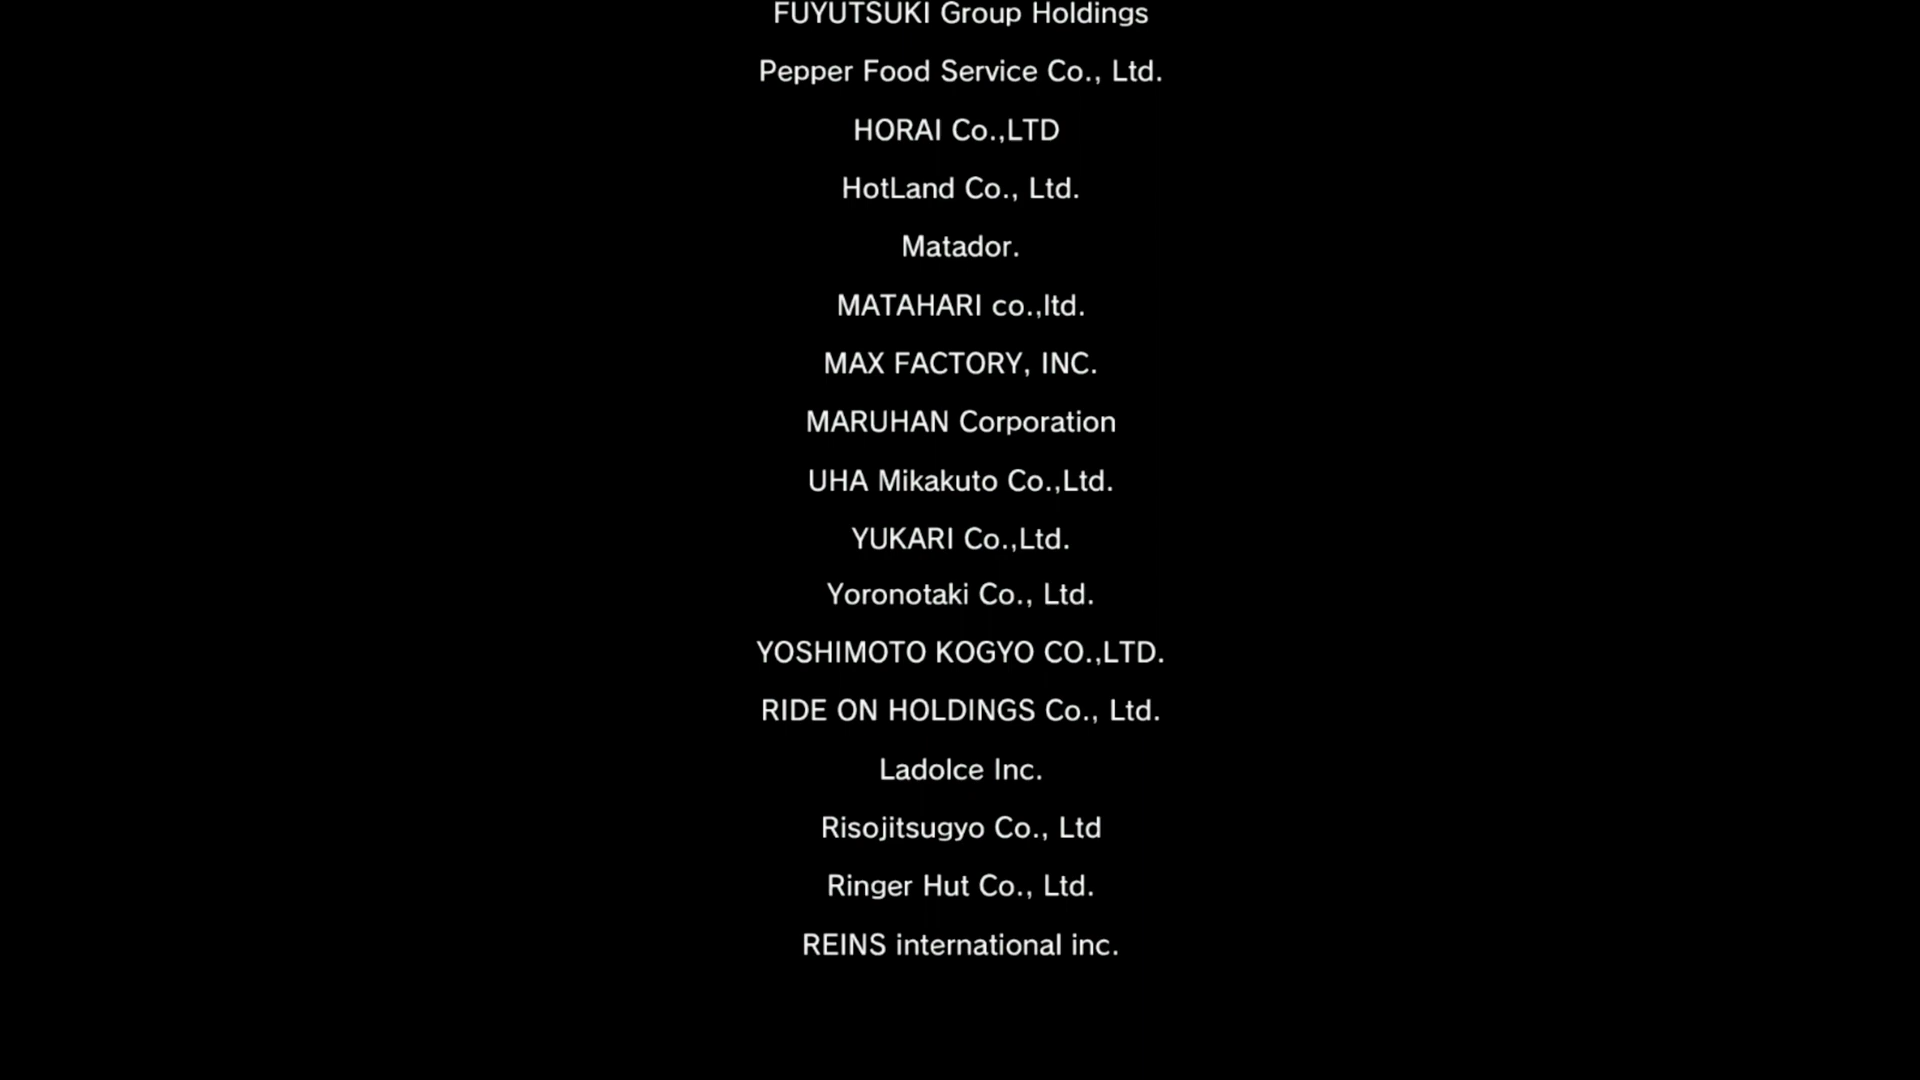 FUYUTSUKI Group Holdings
Pepper Food Service Co., Ltd.
HORAI Co.,LTD
HotLand Co., Ltd.
Matador.
MATAHARI co.,ltd.
MAX FACTORY, INC.
MARUHAN Corporation
UHA Mikakuto Co.,Ltd.
YUKARI Co.,Ltd.
Yoronotaki Co., Ltd.
YOSHIMOTO KOGYO CO.,LTD.
RIDE ON HOLDINGS Co., Ltd.
Ladolce Inc.
Risojitsugyo Co., Ltd
Ringer Hut Co., Ltd.
REINS international inc.